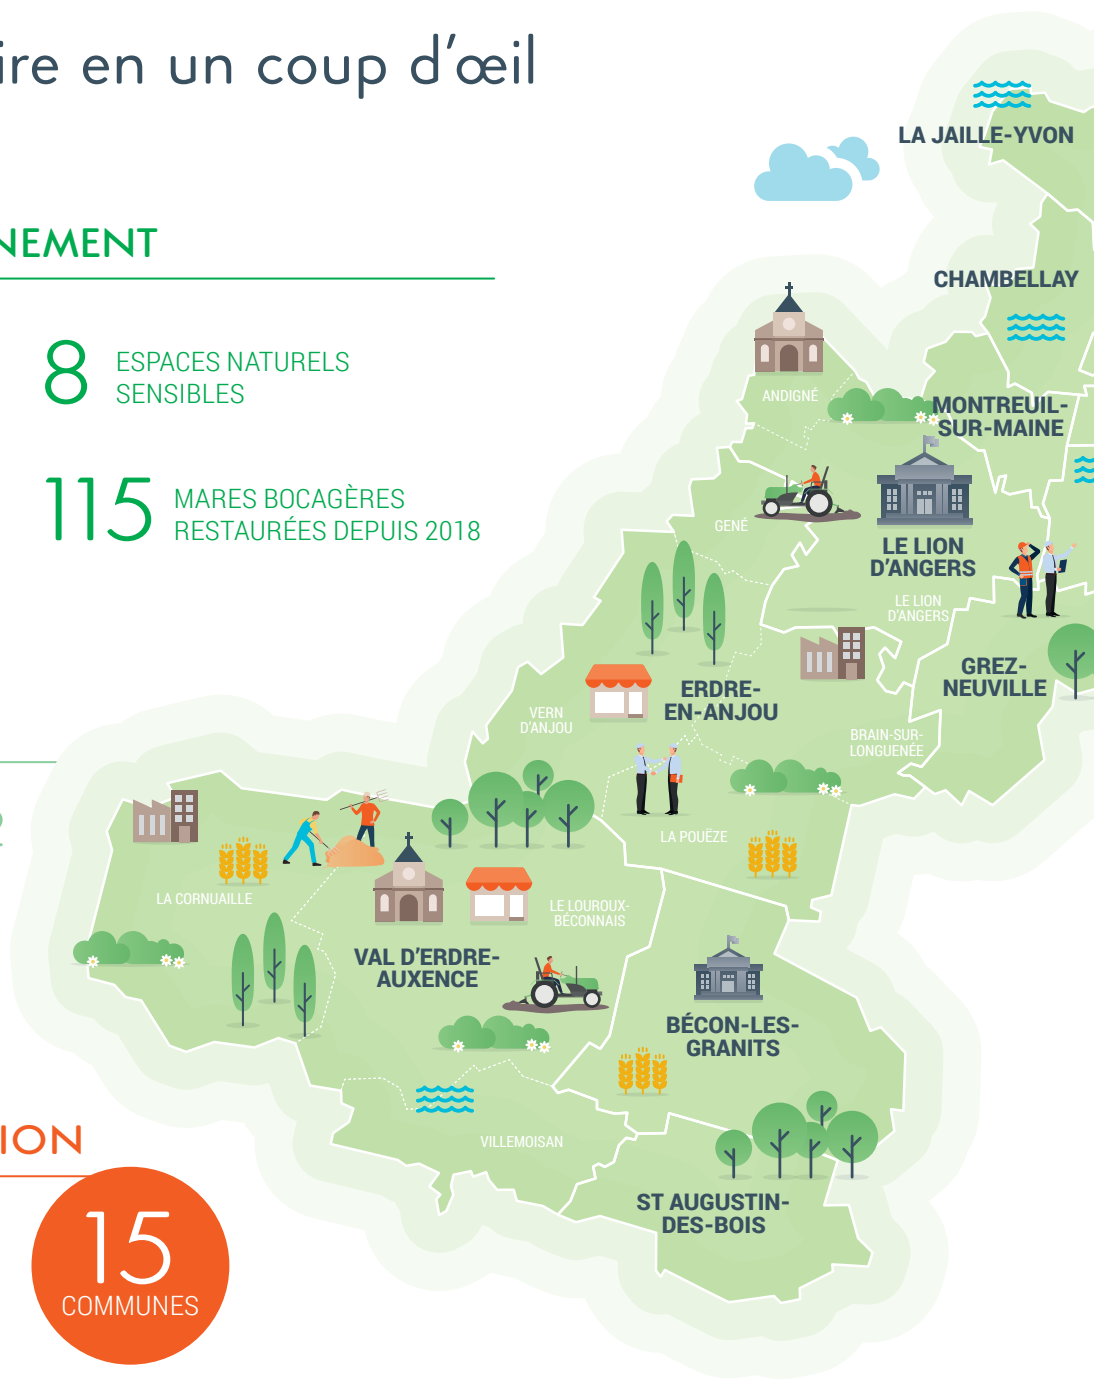 ire en un coup d'œil
NEMENT
8
ESPACES NATURELS
SENSIBLES
115
MARES BOCAGÈRES
RESTAURÉES DEPUIS 2018
LA JAILLE-YVON
CHAMBELLAY
ANDIGNÉ
MONTREUIL-
SUR-MAINE
GENÉ
LE LION
D'ANGERS
LE LION
D'ANGERS
GREZ-
NEUVILLE
ERDRE-
EN-ANJOU
VERN
D'ANJOU
BRAIN-SUR-
LONGUENÉE
LA POUËZE
LA CORNUAILLE
LE LOUROUX-
BÉCONNAIS
VAL D'ERDRE-
AUXENCE
BÉCON-LES-
GRANITS
VILLEMOISAN
ST AUGUSTIN-
DES-BOIS
ION
15
COMMUNES